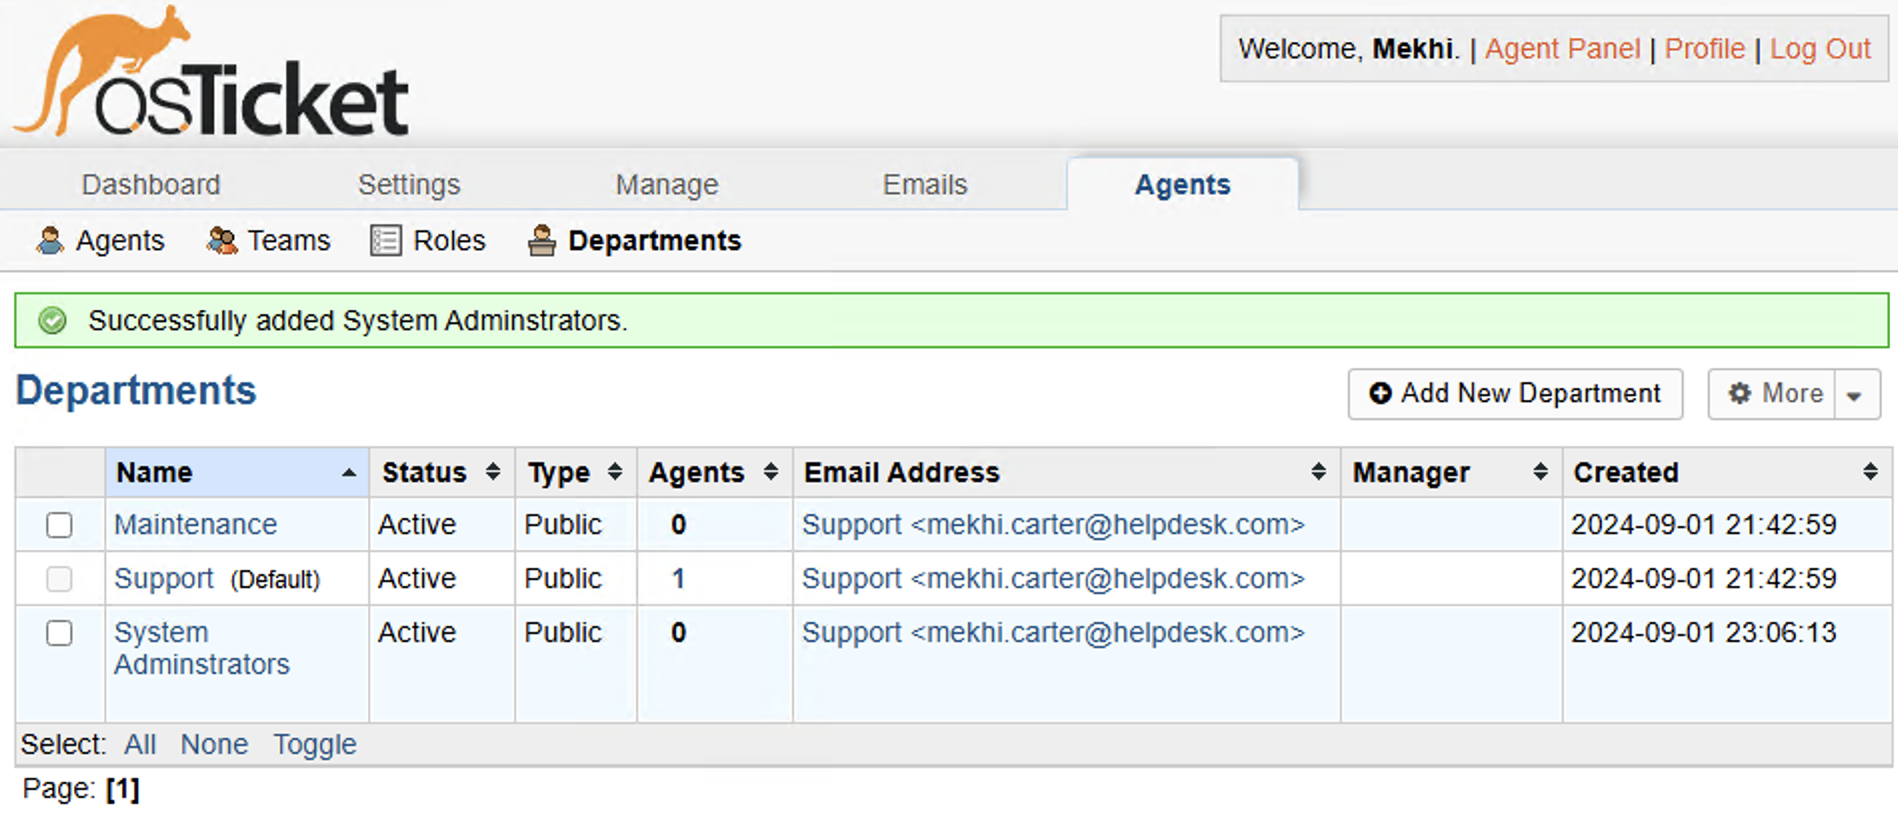 osTicket
Welcome, Mekhi. | Agent Panel | Profile | Log Out
Dashboard Settings Manage Emails Agents
Agents Teams Roles Departments
Successfully added System Adminstrators.
Departments
Add New Department More
Name Status Type Agents Email Address Manager Created
Maintenance Active Public 0 Support <mekhi.carter@helpdesk.com> 2024-09-01 21:42:59
Support (Default) Active Public 1 Support <mekhi.carter@helpdesk.com> 2024-09-01 21:42:59
System Active Public 0 Support <mekhi.carter@helpdesk.com> 2024-09-01 23:06:13
Adminstrators
Select: All None Toggle
Page: [1]